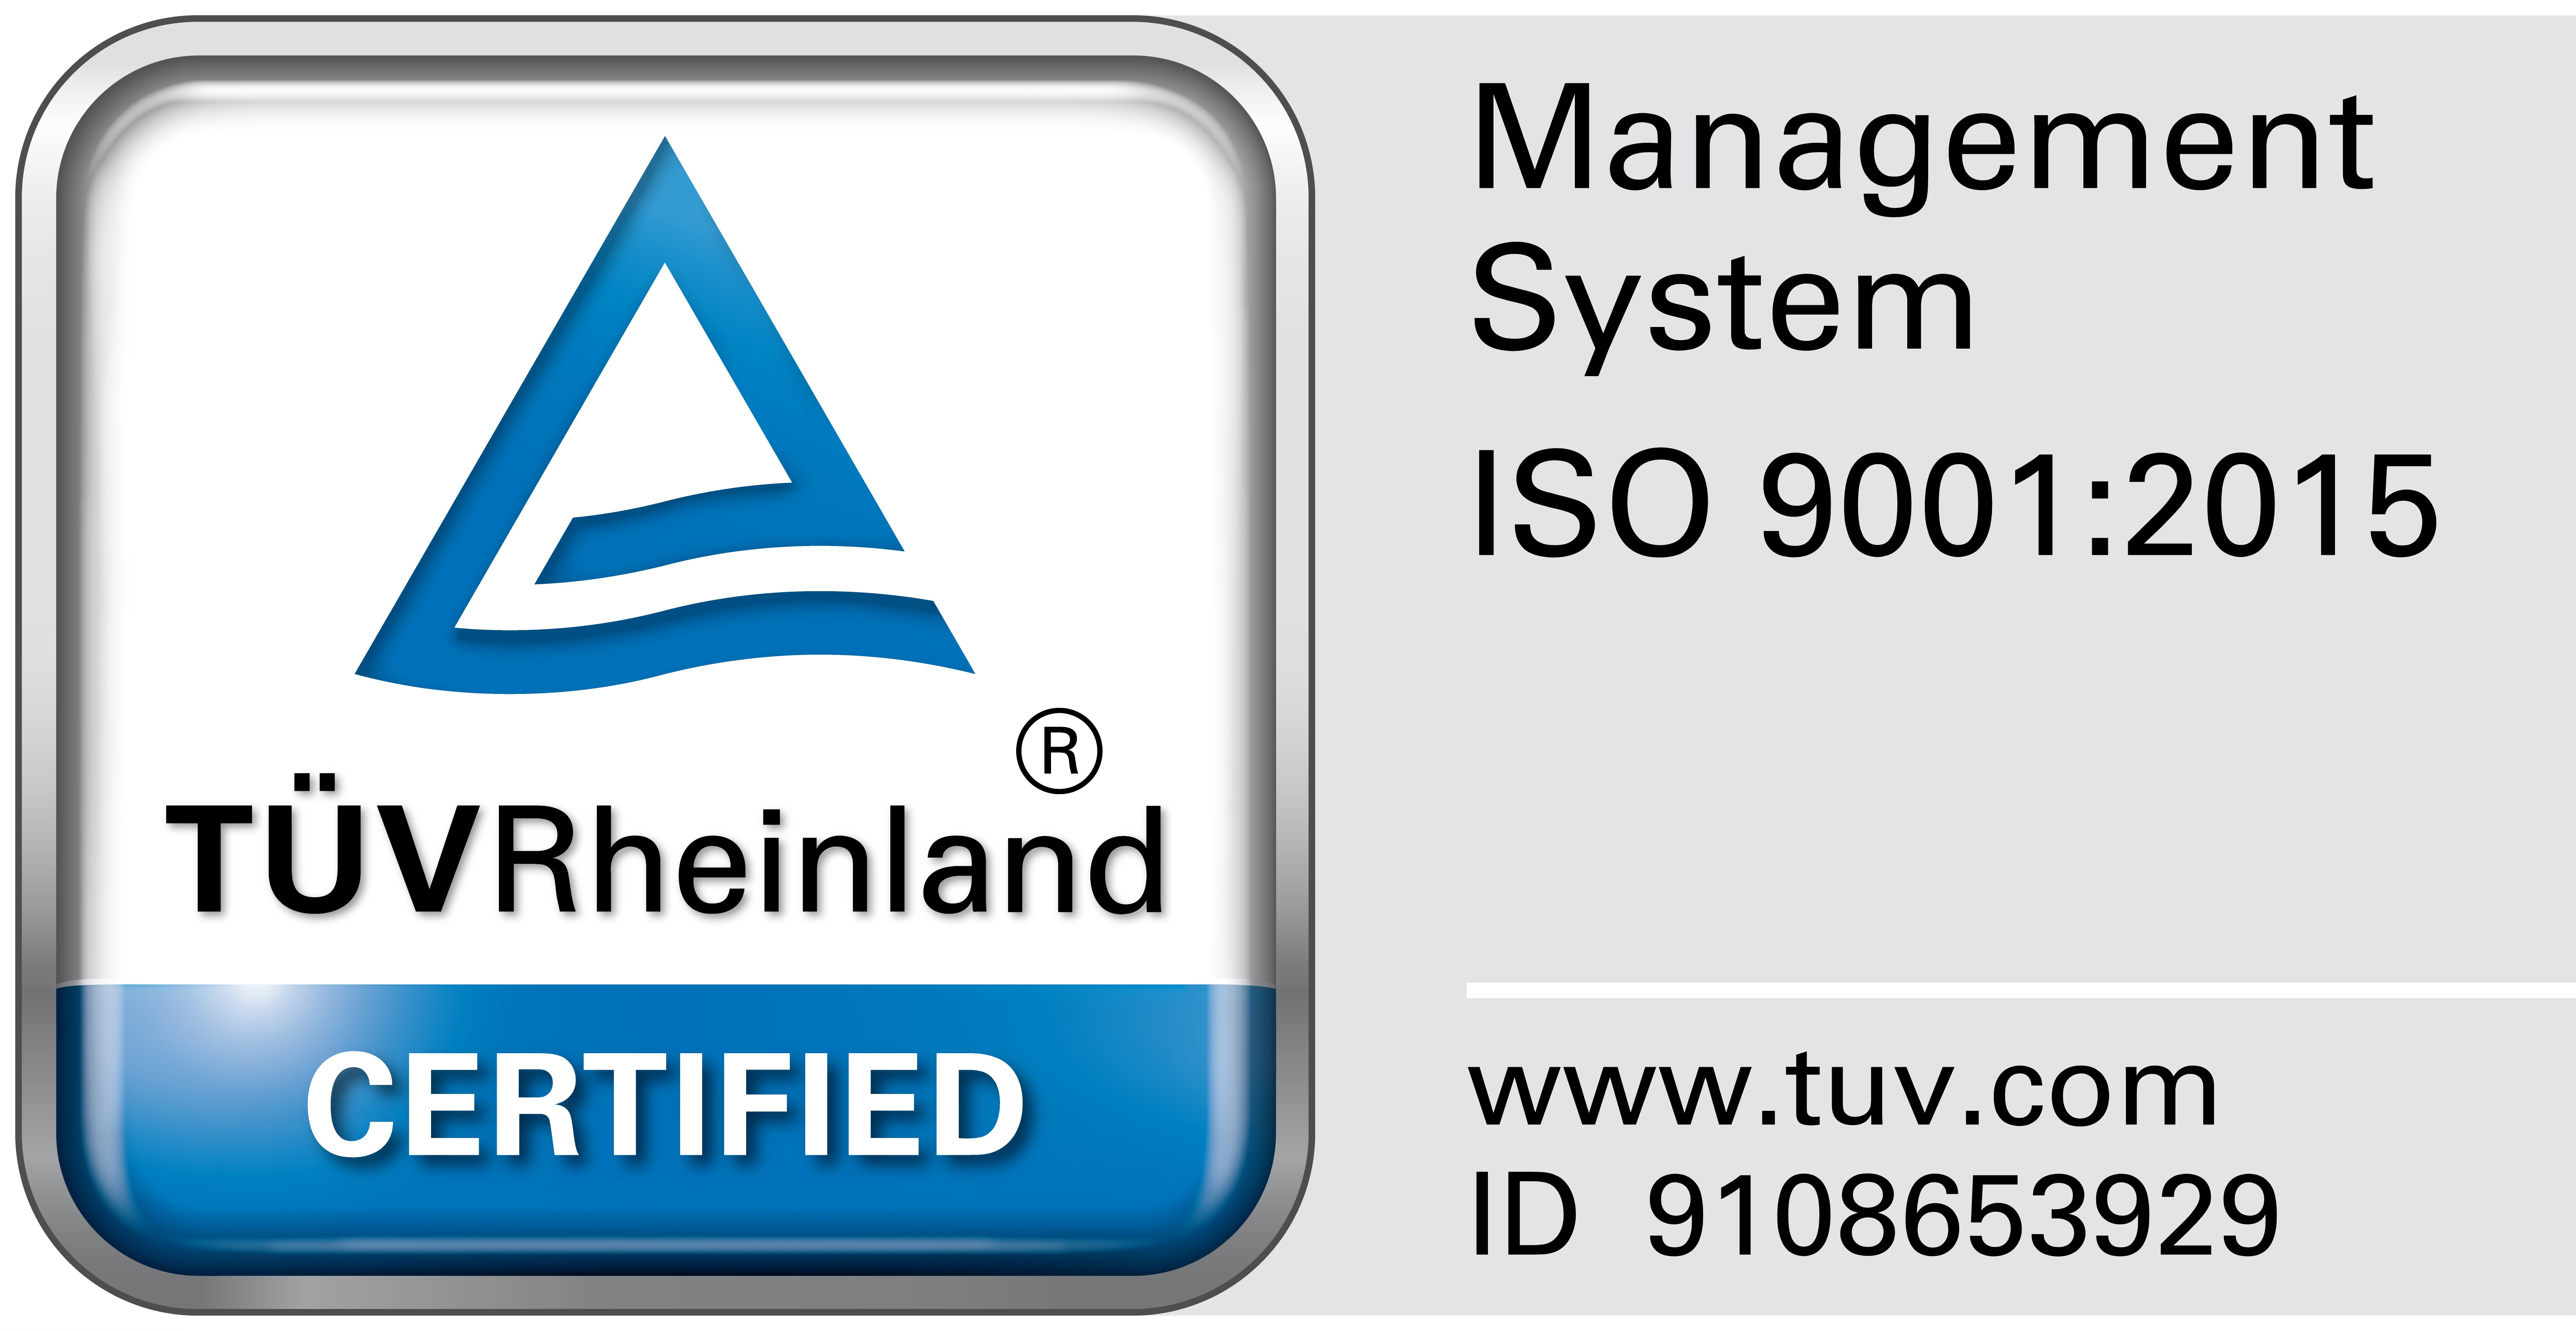 ®
TÜVRheinland
CERTIFIED
Management
System
ISO 9001:2015
www.tuv.com
ID 9108653929